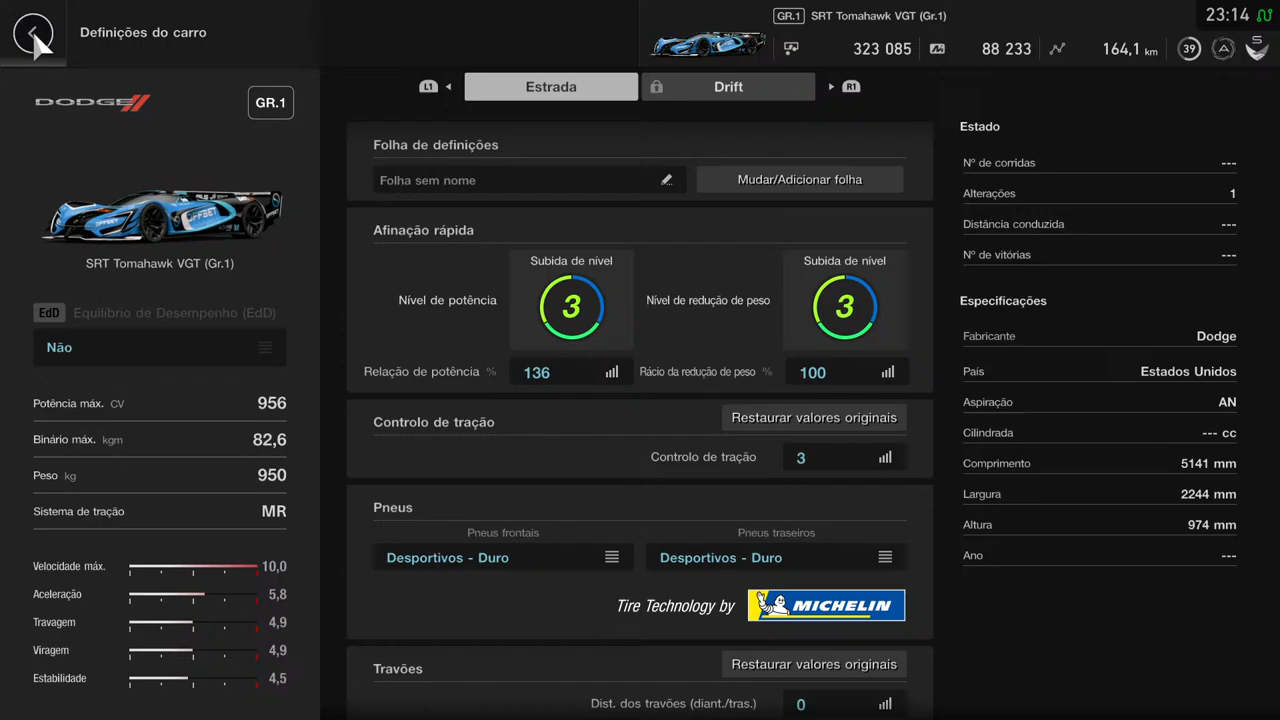 Definições do carro
GR.1 SRT Tomahawk VGT (Gr.1)
23:14
323 085
88 233
164,1 km
39
S
DODGE
GR.1
OFFSET
SRT Tomahawk VGT (Gr.1)
EdD Equilíbrio de Desempenho (EdD)
Não
Potência máx. CV 956
Binário máx. kgm 82,6
Peso kg 950
Sistema de tração MR
Velocidade máx. 10,0
Aceleração 5,8
Travagem 4,9
Viragem 4,9
Estabilidade 4,5
L1 Estrada Drift R1
Folha de definições
Folha sem nome Mudar/Adicionar folha
Afinação rápida
Subida de nível Subida de nível
Nível de potência 3 Nível de redução de peso 3
Relação de potência % 136 Rácio da redução de peso % 100
Controlo de tração Restaurar valores originais
Controlo de tração 3
Pneus
Pneus frontais Pneus traseiros
Desportivos - Duro Desportivos - Duro
Tire Technology by MICHELIN
Travões Restaurar valores originais
Dist. dos travões (diant./tras.) 0
Estado
Nº de corridas ---
Alterações 1
Distância conduzida ---
Nº de vitórias ---
Especificações
Fabricante Dodge
País Estados Unidos
Aspiração AN
Cilindrada --- cc
Comprimento 5141 mm
Largura 2244 mm
Altura 974 mm
Ano ---